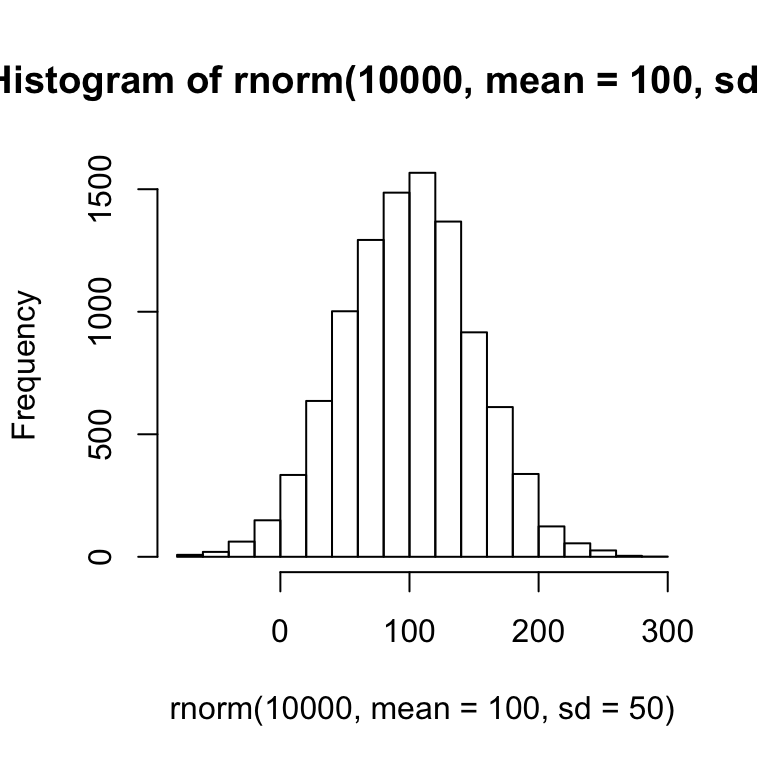 Histogram of rnorm(10000, mean = 100, sd
Frequency
1500
1000
500
0
0 100 200 300
rnorm(10000, mean = 100, sd = 50)